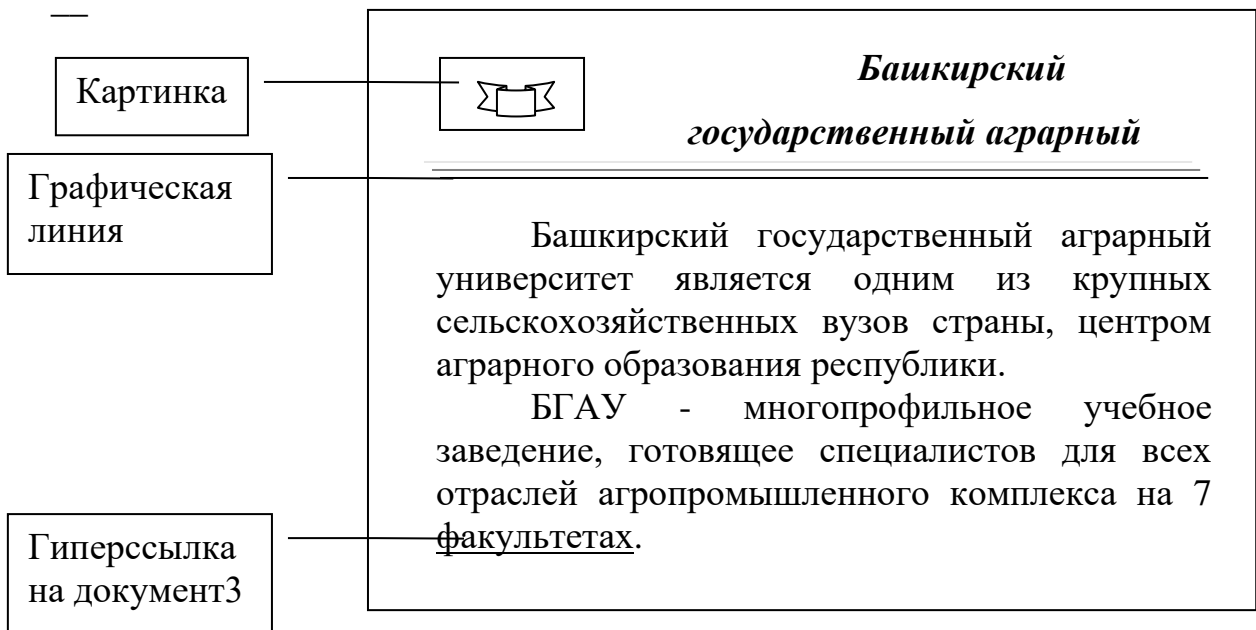 Картинка
Графическая
линия
Гиперссылка
на документ3
Башкирский
государственный аграрный
Башкирский государственный аграрный
университет является одним из крупных
сельскохозяйственных вузов страны, центром
аграрного образования республики.
БГАУ - многопрофильное учебное
заведение, готовящее специалистов для всех
отраслей агропромышленного комплекса на 7
факультетах.